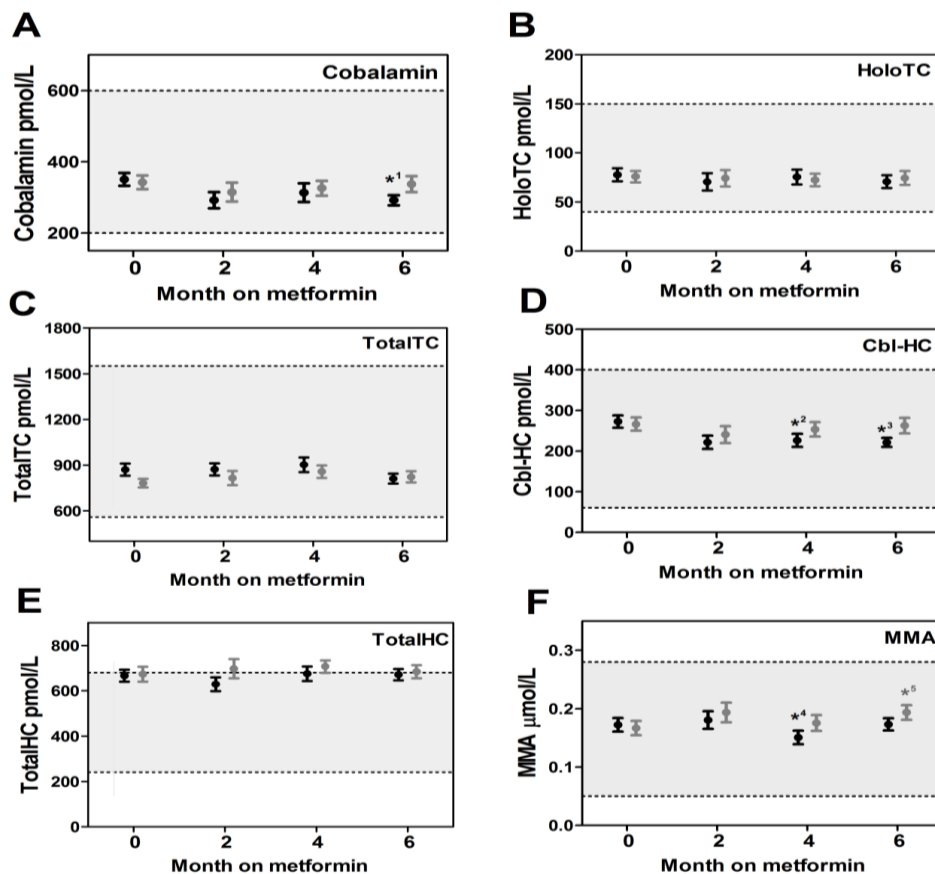 A
Cobalamin
Cobalamin pmol/L
600
400
200
*1
0 2 4 6
Month on metformin
B
HoloTC
HoloTC pmol/L
200
150
100
50
0
0 2 4 6
Month on metformin
C
TotalTC
TotalTC pmol/L
1800
1500
1200
900
600
0 2 4 6
Month on metformin
D
Cbl-HC
Cbl-HC pmol/L
500
400
300
200
100
0
*2 *3
0 2 4 6
Month on metformin
E
TotalHC
TotalHC pmol/L
800
600
400
200
0
0 2 4 6
Month on metformin
F
MMA
MMA µmol/L
0.3
0.2
0.1
0.0
*4 *5
0 2 4 6
Month on metformin